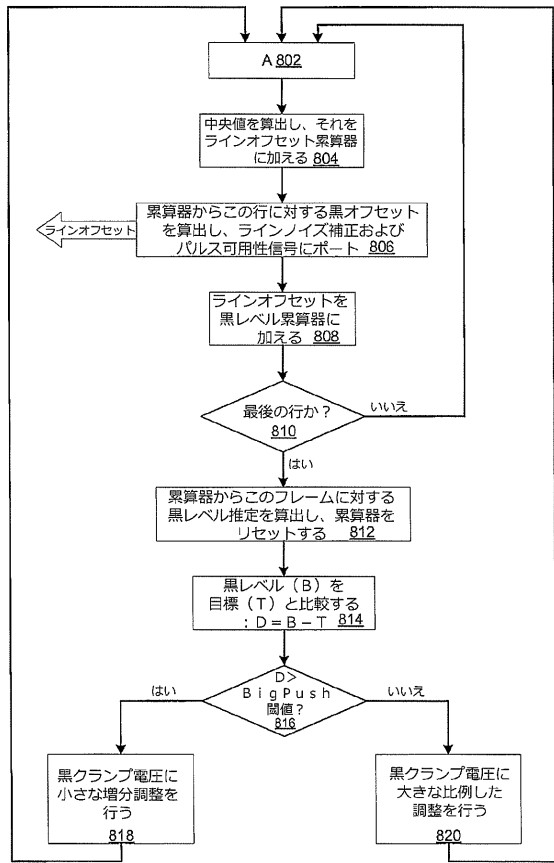 A 802
中央値を算出し、それを
ラインオフセット累算器
に加える 804
累算器からこの行に対する黒オフセット
を算出し、ラインノイズ補正および
パルス可用性信号にポート 806
ラインオフセット
ラインオフセットを
黒レベル累算器に
加える 808
最後の行か?
810
いいえ
はい
累算器からこのフレームに対する
黒レベル推定を算出し、累算器を
リセットする 812
黒レベル(B)を
目標(T)と比較する
:D=B-T 814
D>
BigPush
閾値?
816
はい
いいえ
黒クランプ電圧に
小さな増分調整を
行う 818
黒クランプ電圧に
大きな比例した
調整を行う
820